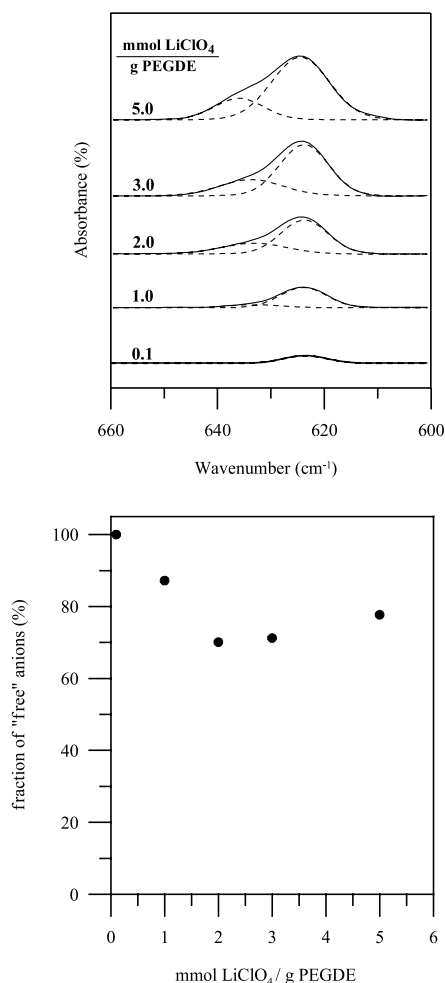 mmol LiClO₄
g PEGDE
5.0
3.0
2.0
1.0
0.1
Absorbance (%)
660 640 620 600
Wavenumber (cm⁻¹)
100
80
60
40
20
0
fraction of "free" anions (%)
0 1 2 3 4 5 6
mmol LiClO₄ / g PEGDE